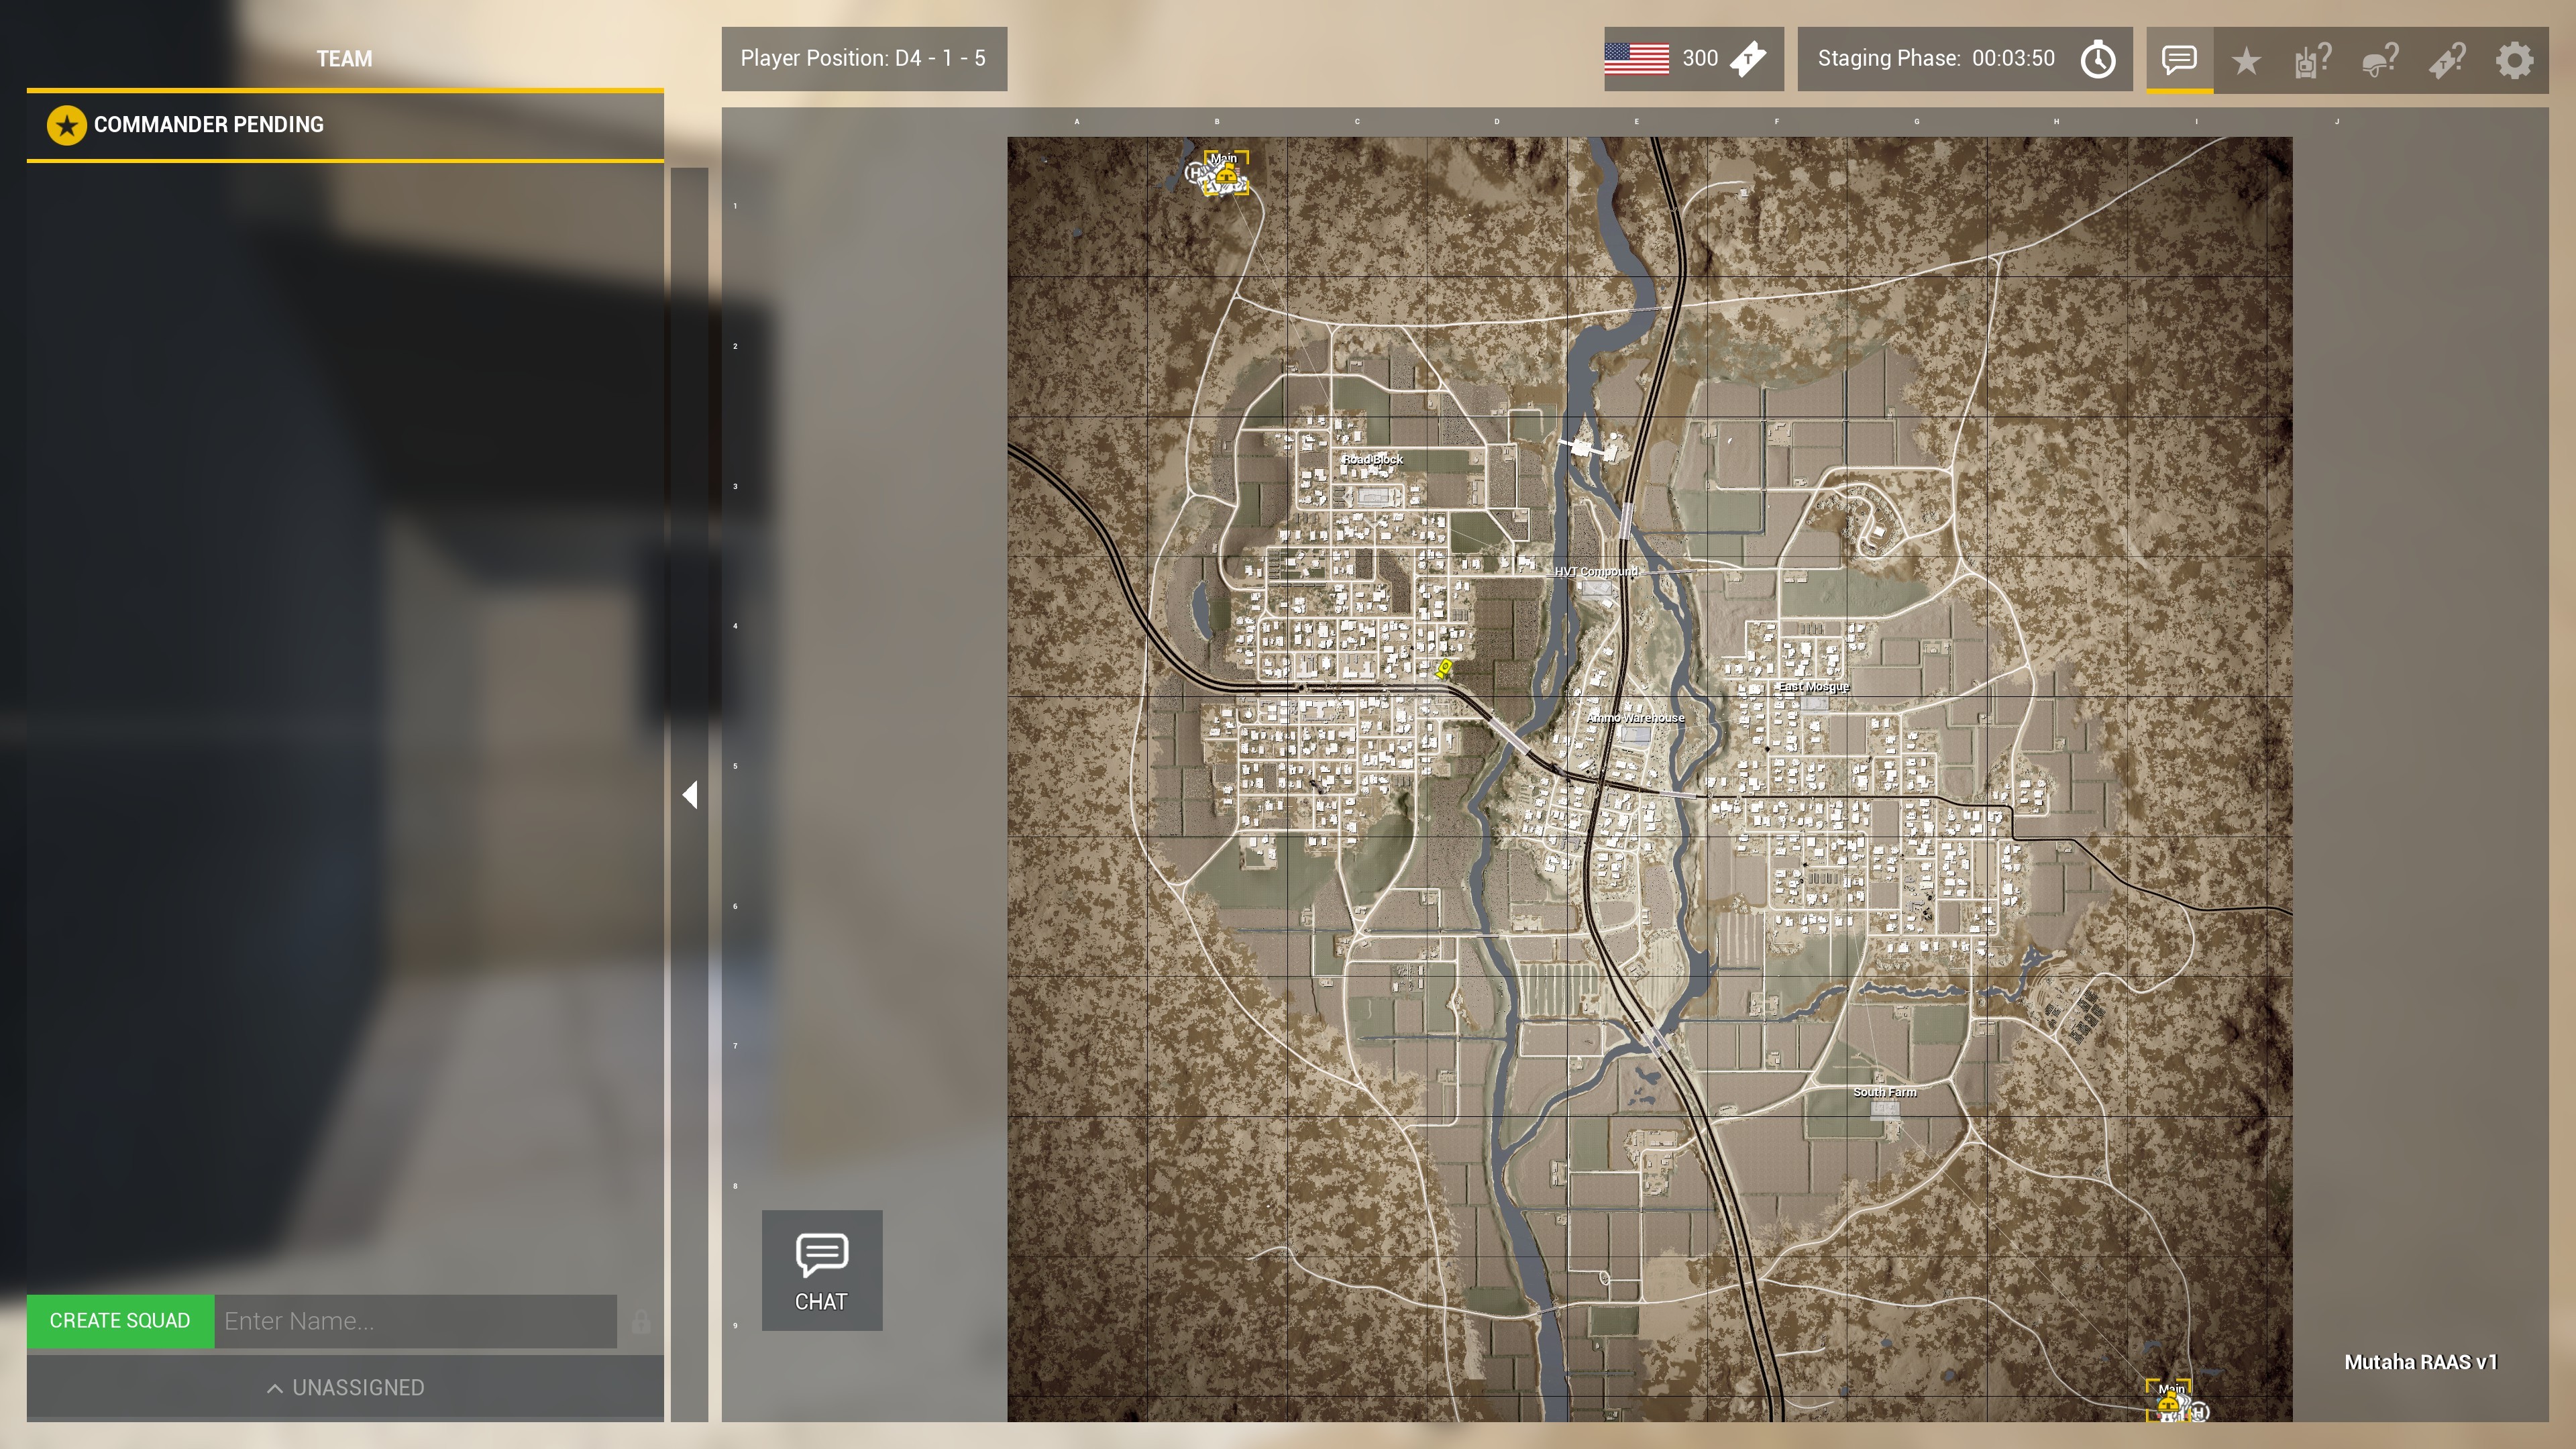 TEAM
Player Position: D4 - 1 - 5
300
Staging Phase: 00:03:50
COMMANDER PENDING
A B C D E F G H I J
Main
H
1
2
Road Block
3
HVT Compound
4
East Mosque
Ammo Warehouse
5
6
7
South Farm
8
CHAT
CREATE SQUAD
Enter Name...
9
Mutaha RAAS v1
UNASSIGNED
Main
H